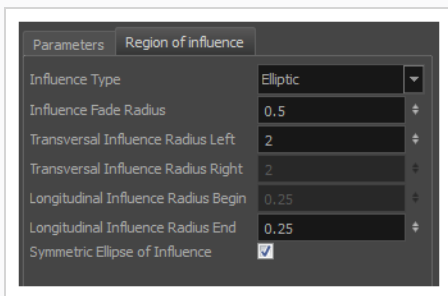 Parameters Region of influence
Influence Type Elliptic
Influence Fade Radius 0.5
Transversal Influence Radius Left 2
Transversal Influence Radius Right 2
Longitudinal Influence Radius Begin 0.25
Longitudinal Influence Radius End 0.25
Symmetric Ellipse of Influence